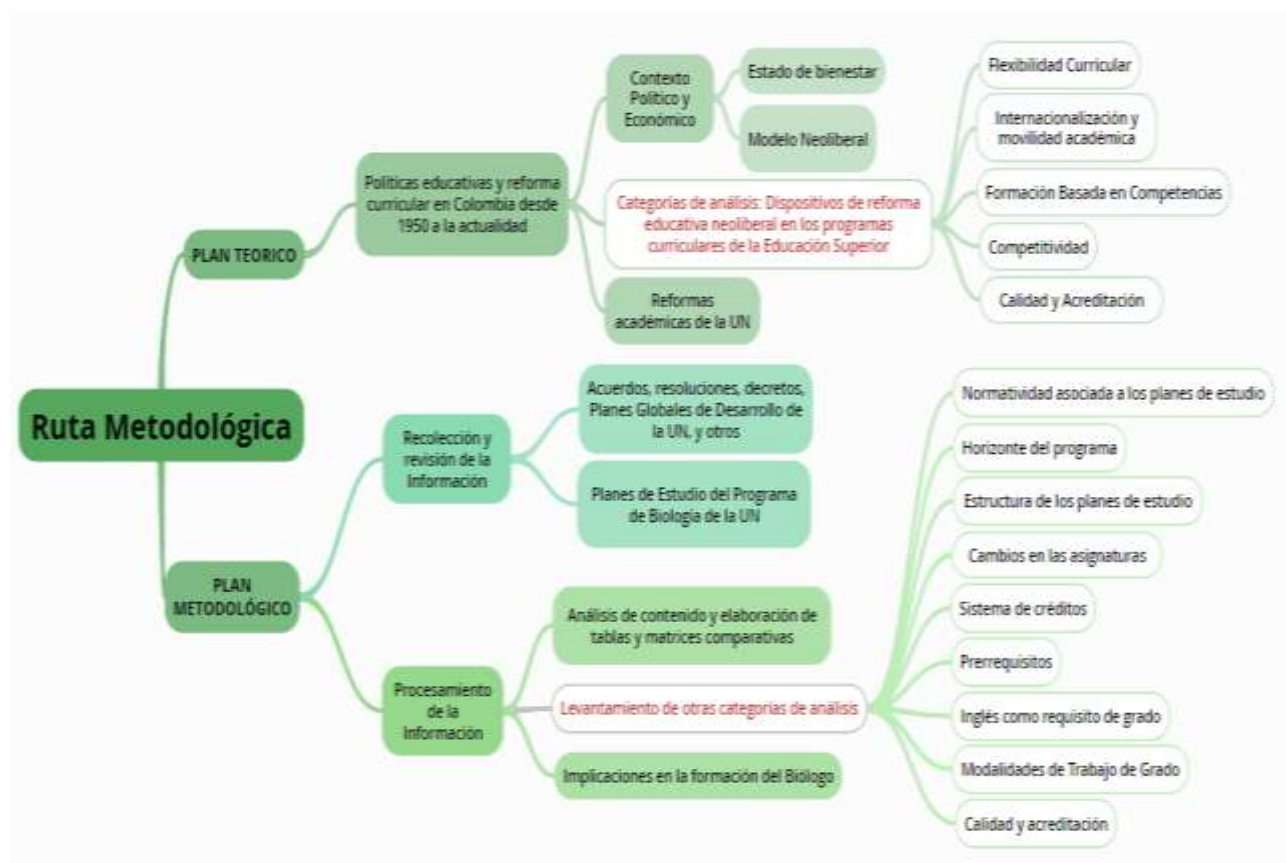 Ruta Metodológica
PLAN TEORICO
Políticas educativas y reforma
curricular en Colombia desde
1950 a la actualidad
Contexto
Político y
Económico
Estado de bienestar
Modelo Neoliberal
Categorías de análisis: Dispositivos de reforma
educativa neoliberal en los programas
curriculares de la Educación Superior
Flexibilidad Curricular
Internacionalización y
movilidad académica
Formación Basada en Competencias
Competitividad
Calidad y Acreditación
Reformas
académicas de la UN
PLAN
METODOLÓGICO
Recolección y
revisión de la
Información
Acuerdos, resoluciones, decretos,
Planes Globales de Desarrollo de
la UN, y otros
Planes de Estudio del Programa
de Biología de la UN
Procesamiento
de la
Información
Análisis de contenido y elaboración de
tablas y matrices comparativas
Levantamiento de otras categorías de análisis
Normatividad asociada a los planes de estudio
Horizonte del programa
Estructura de los planes de estudio
Cambios en las asignaturas
Sistema de créditos
Prerrequisitos
Inglés como requisito de grado
Modalidades de Trabajo de Grado
Calidad y acreditación
Implicaciones en la formación del Biólogo